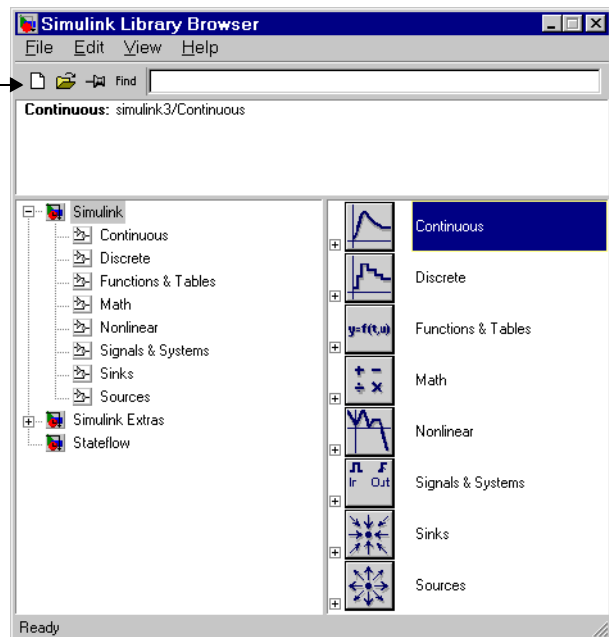 Simulink Library Browser
File Edit View Help
Find
Continuous: simulink3/Continuous
Simulink
Continuous
Discrete
Functions & Tables
Math
Nonlinear
Signals & Systems
Sinks
Sources
Simulink Extras
Stateflow
Continuous
Discrete
y=f(t,u) Functions & Tables
Math
Nonlinear
In Out Signals & Systems
Sinks
Sources
Ready